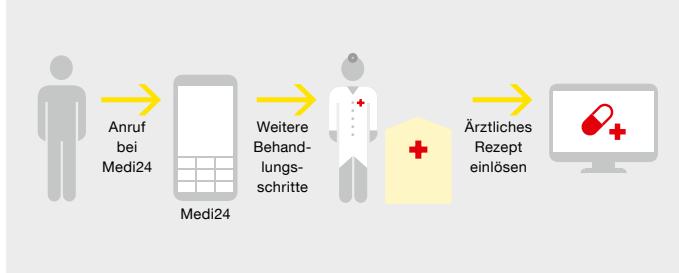 Anruf
bei
Medi24
Medi24
Weitere
Behand-
lungs-
schritte
Ärztliches
Rezept
einlösen